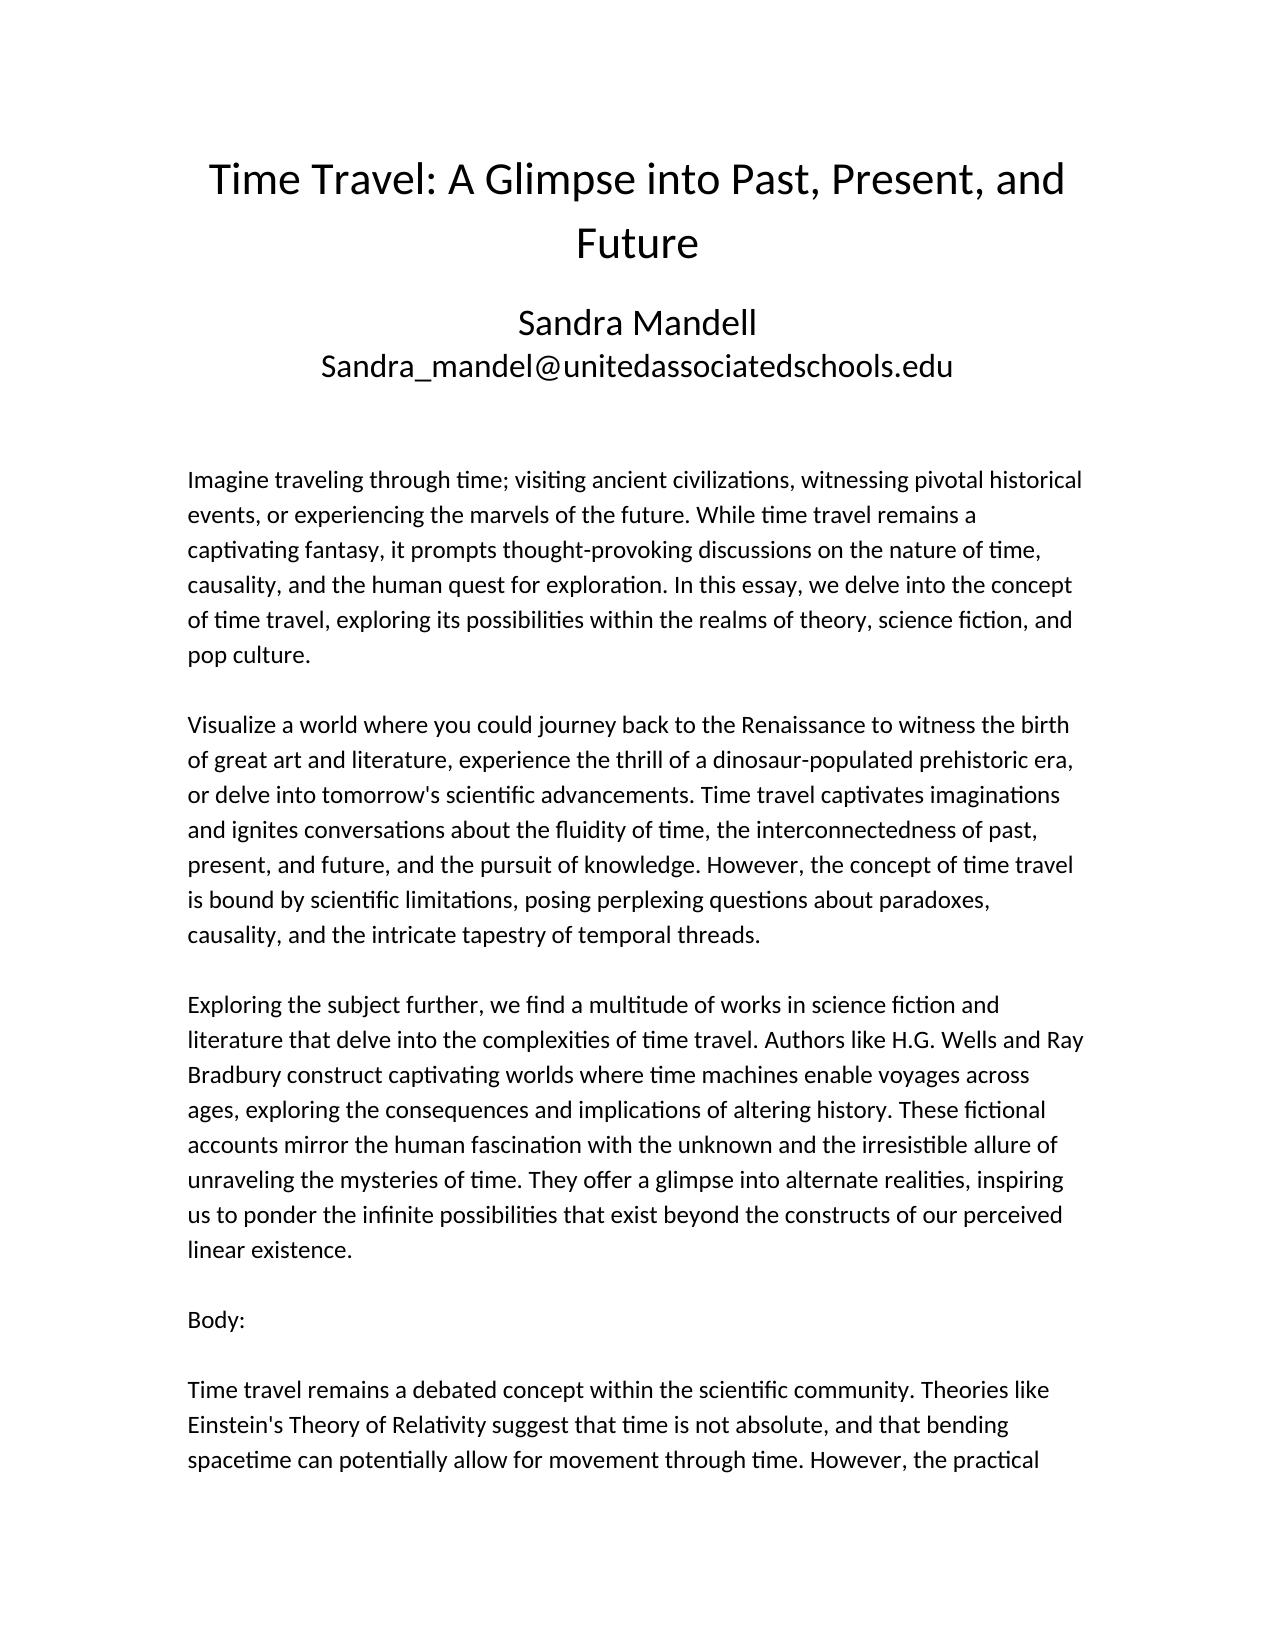 Time Travel: A Glimpse into Past, Present, and
Future
Sandra Mandell
Sandra_mandel@unitedassociatedschools.edu
Imagine traveling through time; visiting ancient civilizations, witnessing pivotal historical
events, or experiencing the marvels of the future. While time travel remains a
captivating fantasy, it prompts thought-provoking discussions on the nature of time,
causality, and the human quest for exploration. In this essay, we delve into the concept
of time travel, exploring its possibilities within the realms of theory, science fiction, and
pop culture.
Visualize a world where you could journey back to the Renaissance to witness the birth
of great art and literature, experience the thrill of a dinosaur-populated prehistoric era,
or delve into tomorrow's scientific advancements. Time travel captivates imaginations
and ignites conversations about the fluidity of time, the interconnectedness of past,
present, and future, and the pursuit of knowledge. However, the concept of time travel
is bound by scientific limitations, posing perplexing questions about paradoxes,
causality, and the intricate tapestry of temporal threads.
Exploring the subject further, we find a multitude of works in science fiction and
literature that delve into the complexities of time travel. Authors like H.G. Wells and Ray
Bradbury construct captivating worlds where time machines enable voyages across
ages, exploring the consequences and implications of altering history. These fictional
accounts mirror the human fascination with the unknown and the irresistible allure of
unraveling the mysteries of time. They offer a glimpse into alternate realities, inspiring
us to ponder the infinite possibilities that exist beyond the constructs of our perceived
linear existence.
Body:
Time travel remains a debated concept within the scientific community. Theories like
Einstein's Theory of Relativity suggest that time is not absolute, and that bending
spacetime can potentially allow for movement through time. However, the practical